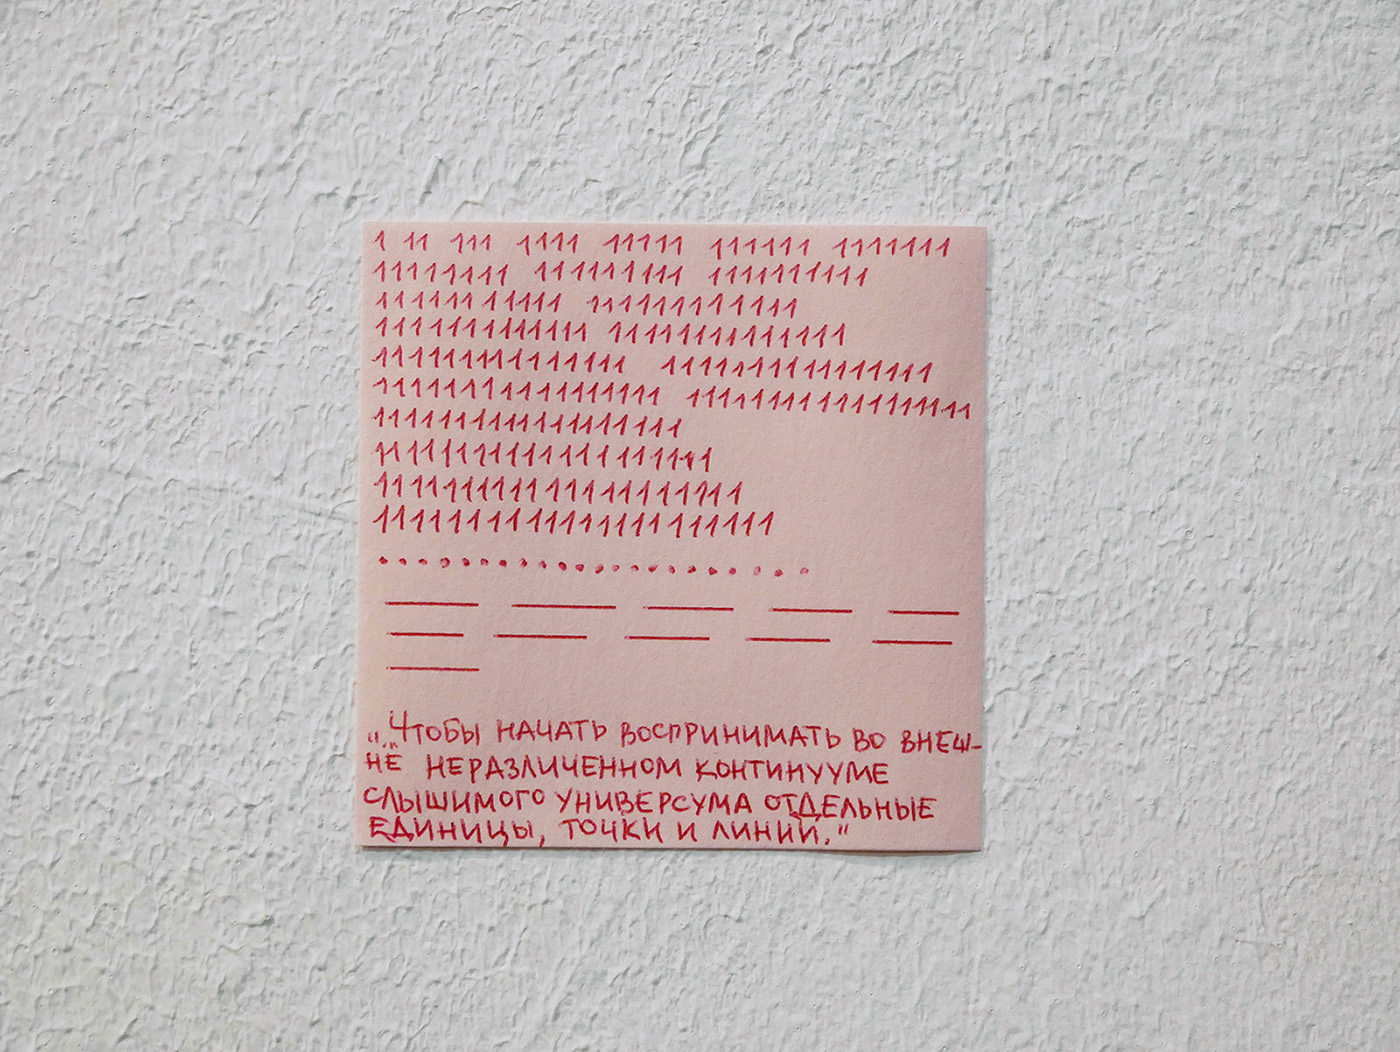 1 11 111 1111 11111 111111 1111111
11111111 111111111 1111111111
11111111111 111111111111
1111111111111 11111111111111
111111111111111 1111111111111111
11111111111111111 111111111111111111
1111111111111111111
11111111111111111111
111111111111111111111
1111111111111111111111
„Чтобы начать воспринимать во внеш-
не неразличенном континууме
слышимого универсума отдельные
единицы, точки и линии."